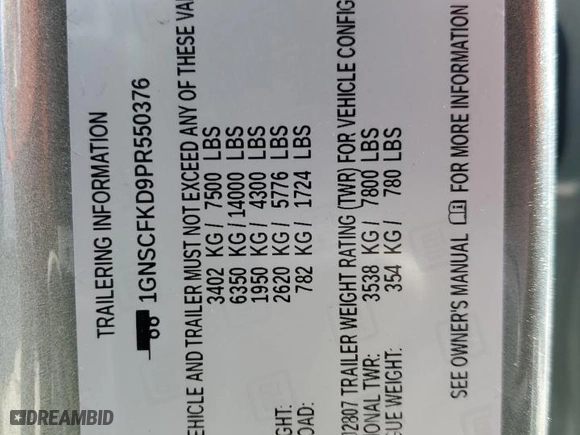 TRAILERING INFORMATION
1GNSCFKD9PR550376
EHICLE AND TRAILER MUST NOT EXCEED ANY OF THESE VA
3402 KG / 7500 LBS
6350 KG / 14000 LBS
1950 KG / 4300 LBS
2620 KG / 5776 LBS
GHT: 782 KG / 1724 LBS
OAD:
02807 TRAILER WEIGHT RATING (TWR) FOR VEHICLE CONFIG
ONAL TWR: 3538 KG / 7800 LBS
GUE WEIGHT: 354 KG / 780 LBS
SEE OWNER'S MANUAL FOR MORE INFORMATION
DREAMBID